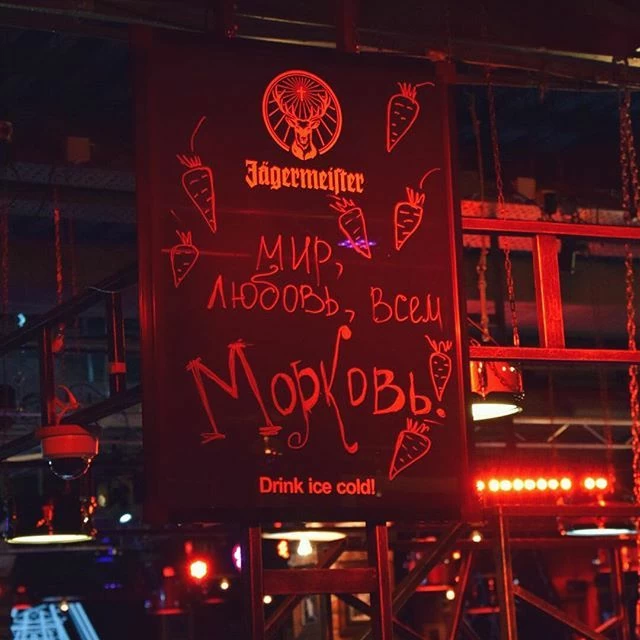 Jägermeister
мир,
любовь, всем
Морковь.
Drink ice cold!